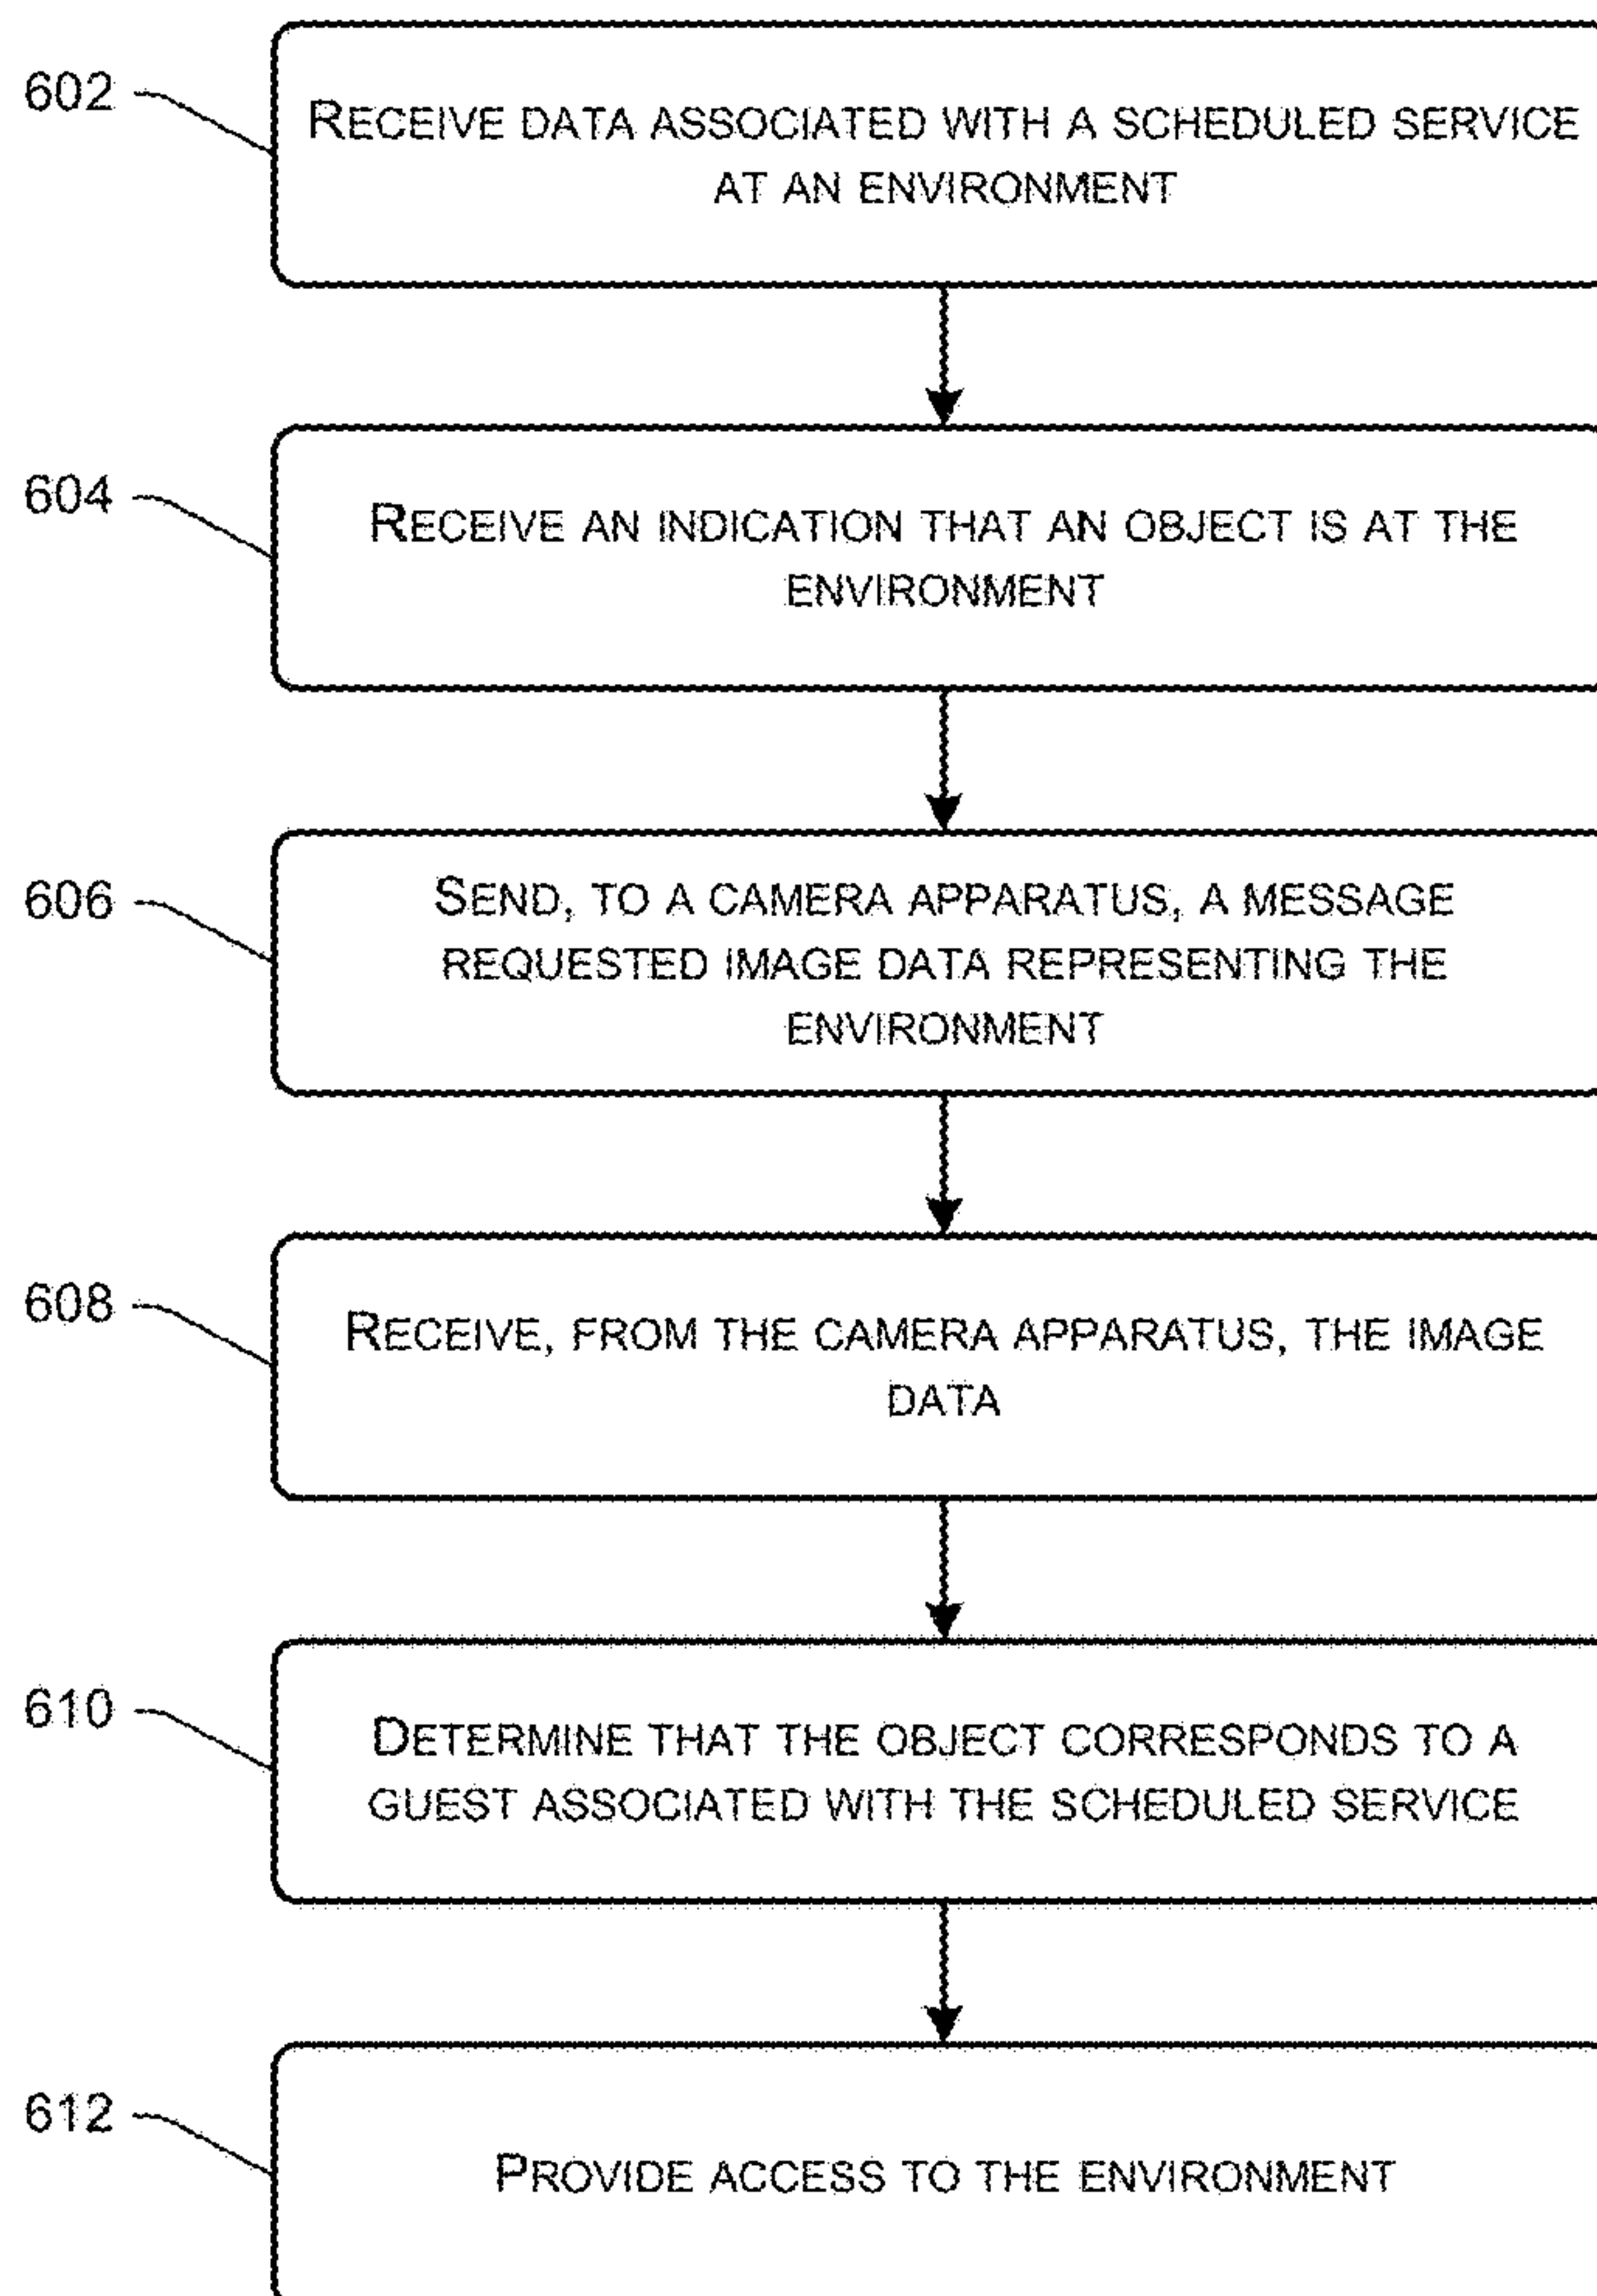 602
RECEIVE DATA ASSOCIATED WITH A SCHEDULED SERVICE
AT AN ENVIRONMENT
604
RECEIVE AN INDICATION THAT AN OBJECT IS AT THE
ENVIRONMENT
606
SEND, TO A CAMERA APPARATUS, A MESSAGE
REQUESTED IMAGE DATA REPRESENTING THE
ENVIRONMENT
608
RECEIVE, FROM THE CAMERA APPARATUS, THE IMAGE
DATA
610
DETERMINE THAT THE OBJECT CORRESPONDS TO A
GUEST ASSOCIATED WITH THE SCHEDULED SERVICE
612
PROVIDE ACCESS TO THE ENVIRONMENT